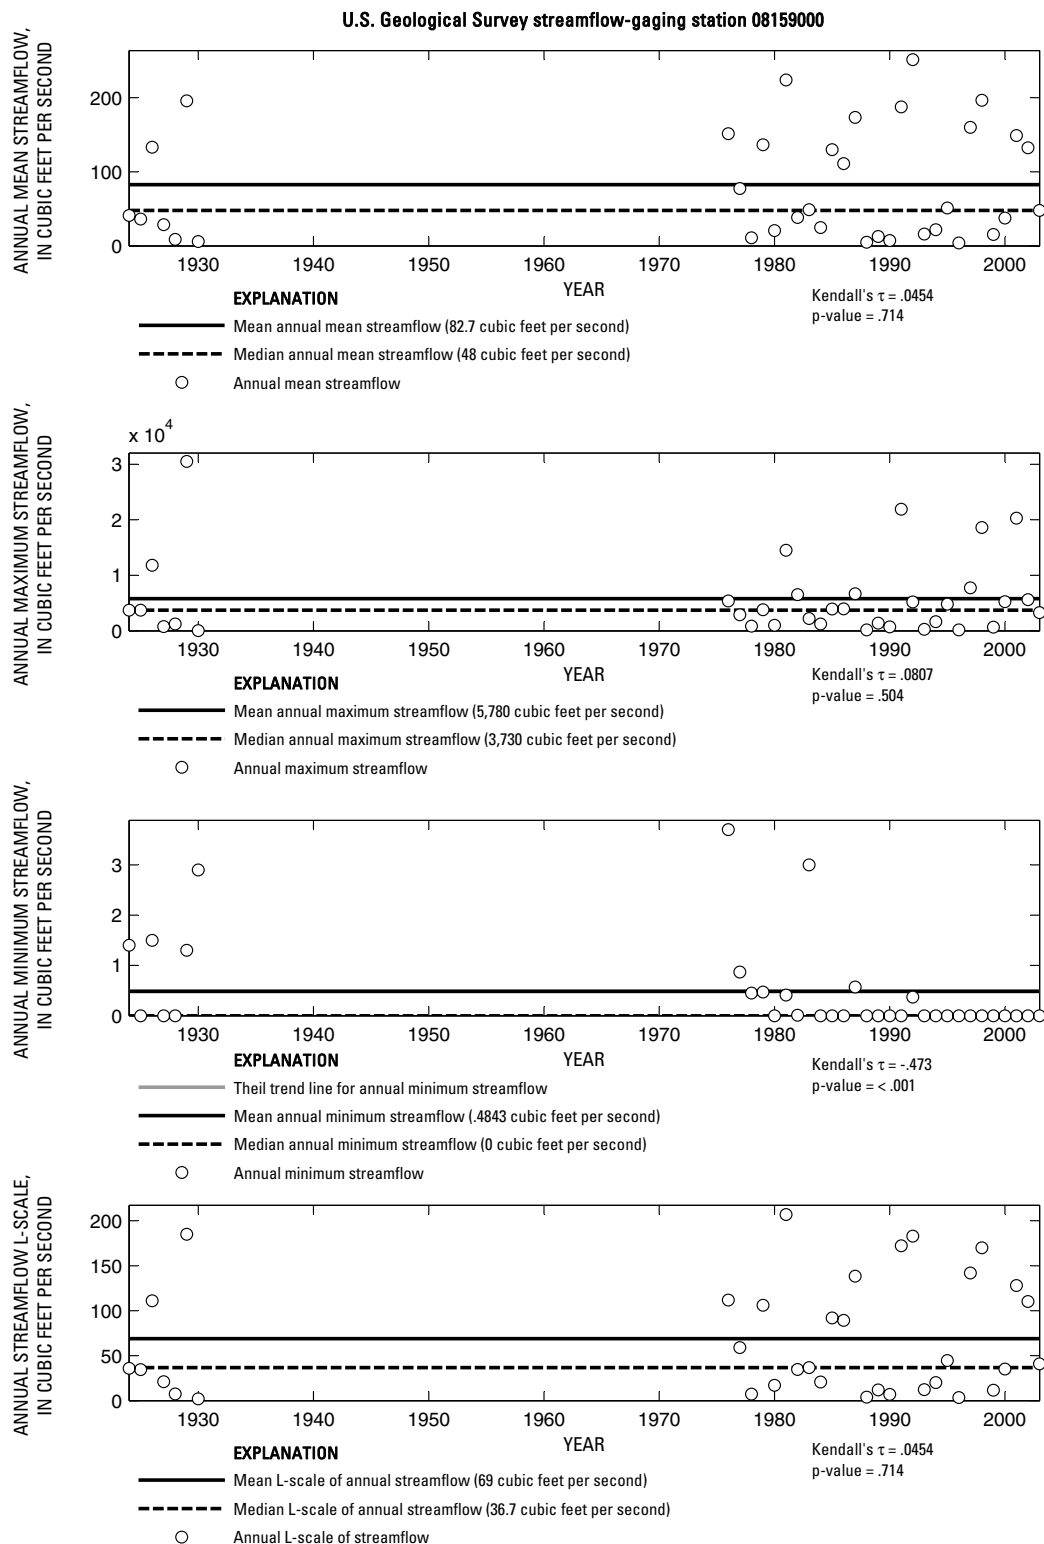 U.S. Geological Survey streamflow-gaging station 08159000
ANNUAL MEAN STREAMFLOW,
IN CUBIC FEET PER SECOND
200
100
0
1930 1940 1950 1960 1970 1980 1990 2000
YEAR
Kendall's τ = .0454
p-value = .714
EXPLANATION
Mean annual mean streamflow (82.7 cubic feet per second)
Median annual mean streamflow (48 cubic feet per second)
Annual mean streamflow
ANNUAL MAXIMUM STREAMFLOW,
IN CUBIC FEET PER SECOND
x 10⁴
3
2
1
0
1930 1940 1950 1960 1970 1980 1990 2000
YEAR
Kendall's τ = .0807
p-value = .504
EXPLANATION
Mean annual maximum streamflow (5,780 cubic feet per second)
Median annual maximum streamflow (3,730 cubic feet per second)
Annual maximum streamflow
ANNUAL MINIMUM STREAMFLOW,
IN CUBIC FEET PER SECOND
3
2
1
0
1930 1940 1950 1960 1970 1980 1990 2000
YEAR
Kendall's τ = -.473
p-value = < .001
EXPLANATION
Theil trend line for annual minimum streamflow
Mean annual minimum streamflow (.4843 cubic feet per second)
Median annual minimum streamflow (0 cubic feet per second)
Annual minimum streamflow
ANNUAL STREAMFLOW L-SCALE,
IN CUBIC FEET PER SECOND
200
150
100
50
0
1930 1940 1950 1960 1970 1980 1990 2000
YEAR
Kendall's τ = .0454
p-value = .714
EXPLANATION
Mean L-scale of annual streamflow (69 cubic feet per second)
Median L-scale of annual streamflow (36.7 cubic feet per second)
Annual L-scale of streamflow